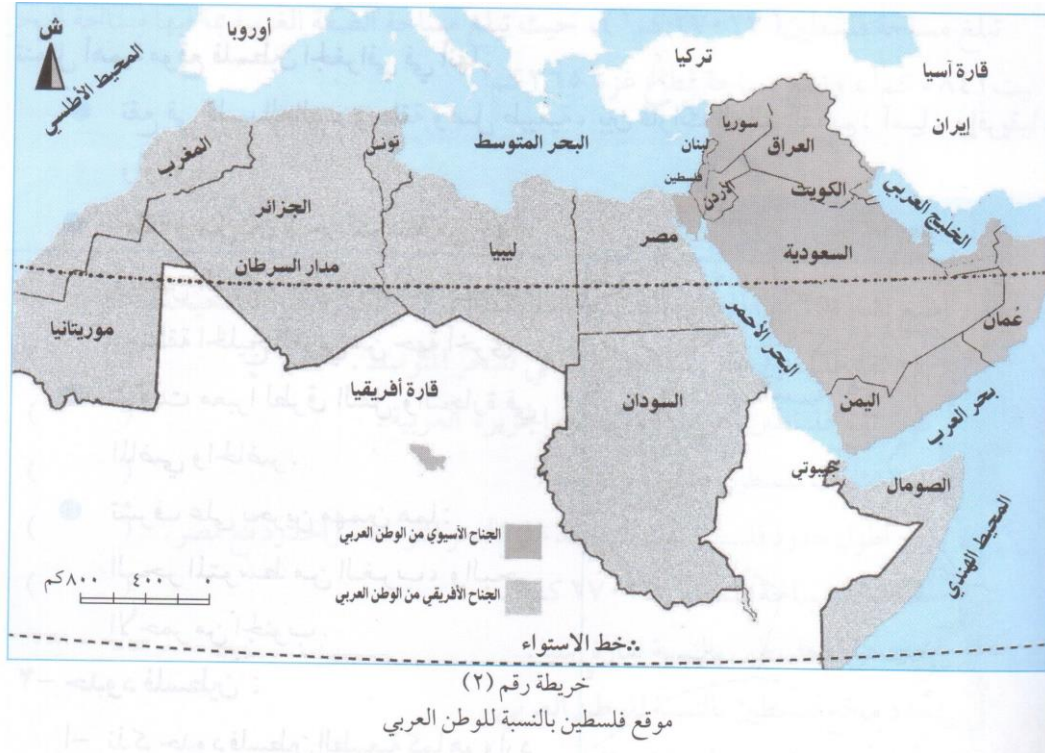 ش
أوروبا
تركيا
قارة آسيا
المحيط الأطلسي
إيران
سوريا
لبنان
العراق
تونس
البحر المتوسط
المغرب
فلسطين
الأردن
الكويت
الخليج العربي
الجزائر
ليبيا
مصر
السعودية
مدار السرطان
موريتانيا
عُمان
البحر الأحمر
قارة أفريقيا
السودان
اليمن
بحر العرب
جيبوتي
الصومال
المحيط الهندي
الجناح الآسيوي من الوطن العربي
الجناح الأفريقي من الوطن العربي
٠ ٤٠٠ ٨٠٠ كم
خط الاستواء
خريطة رقم (٢)
موقع فلسطين بالنسبة للوطن العربي